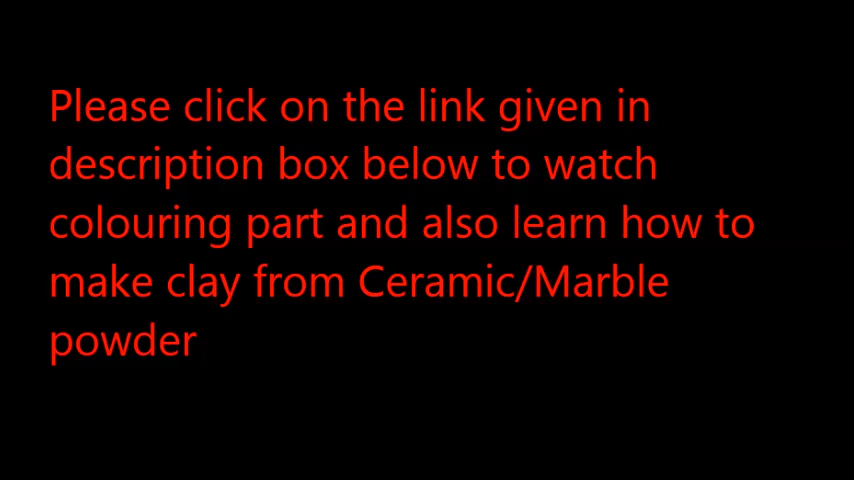 Please click on the link given in
description box below to watch
colouring part and also learn how to
make clay from Ceramic/Marble
powder